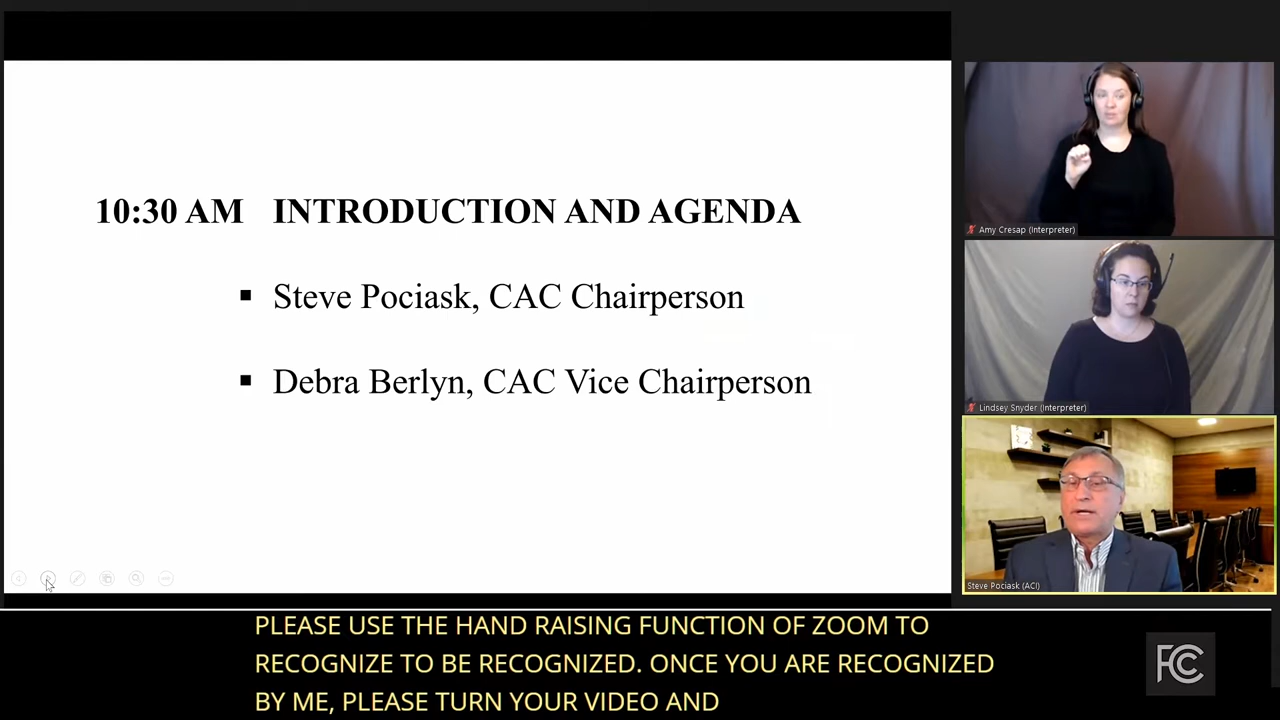 10:30 AM INTRODUCTION AND AGENDA
▪ Steve Pociask, CAC Chairperson
▪ Debra Berlyn, CAC Vice Chairperson
Amy Cresap (Interpreter)
Lindsey Snyder (Interpreter)
Steve Pociask (ACI)
PLEASE USE THE HAND RAISING FUNCTION OF ZOOM TO
RECOGNIZE TO BE RECOGNIZED. ONCE YOU ARE RECOGNIZED
BY ME, PLEASE TURN YOUR VIDEO AND
FCC